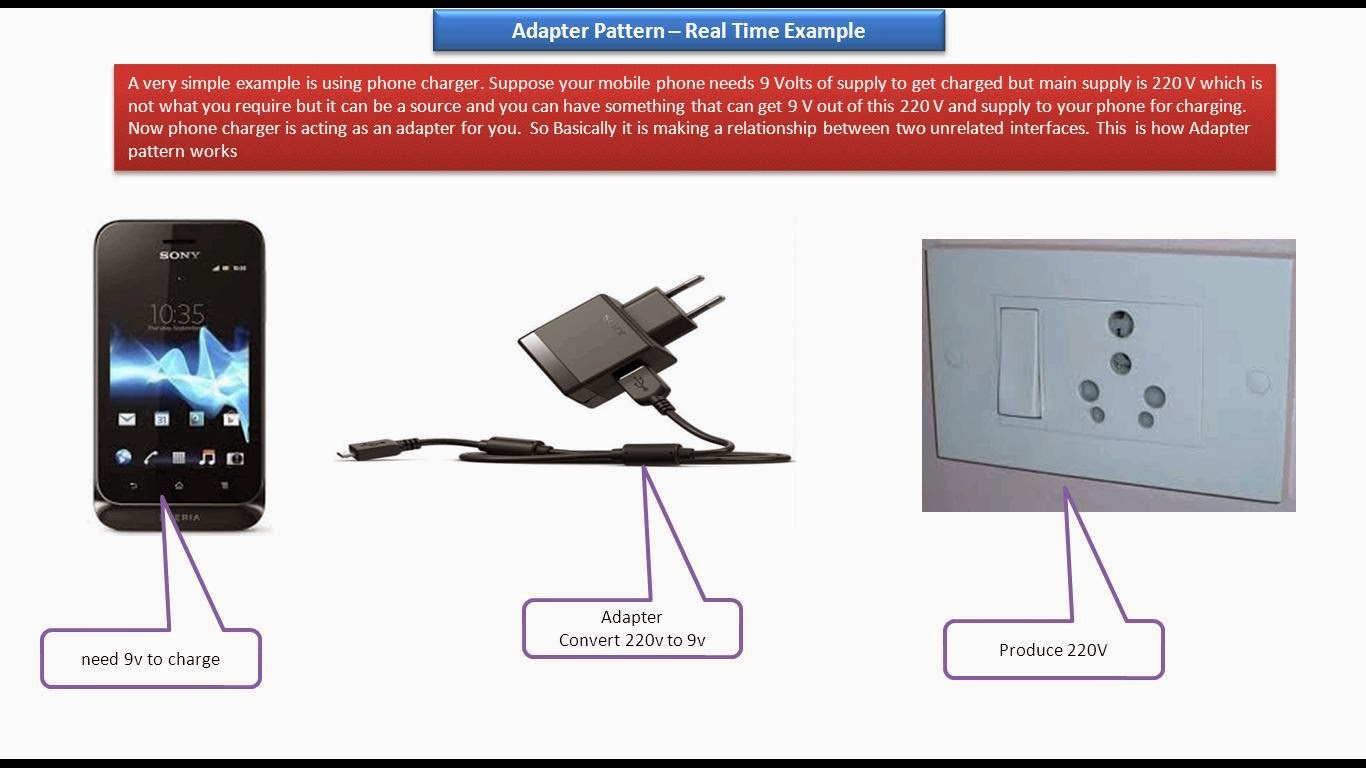 Adapter Pattern – Real Time Example
A very simple example is using phone charger. Suppose your mobile phone needs 9 Volts of supply to get charged but main supply is 220 V which is
not what you require but it can be a source and you can have something that can get 9 V out of this 220 V and supply to your phone for charging.
Now phone charger is acting as an adapter for you. So Basically it is making a relationship between two unrelated interfaces. This is how Adapter
pattern works
SONY
10:35
SONY
need 9v to charge
Adapter
Convert 220v to 9v
Produce 220V